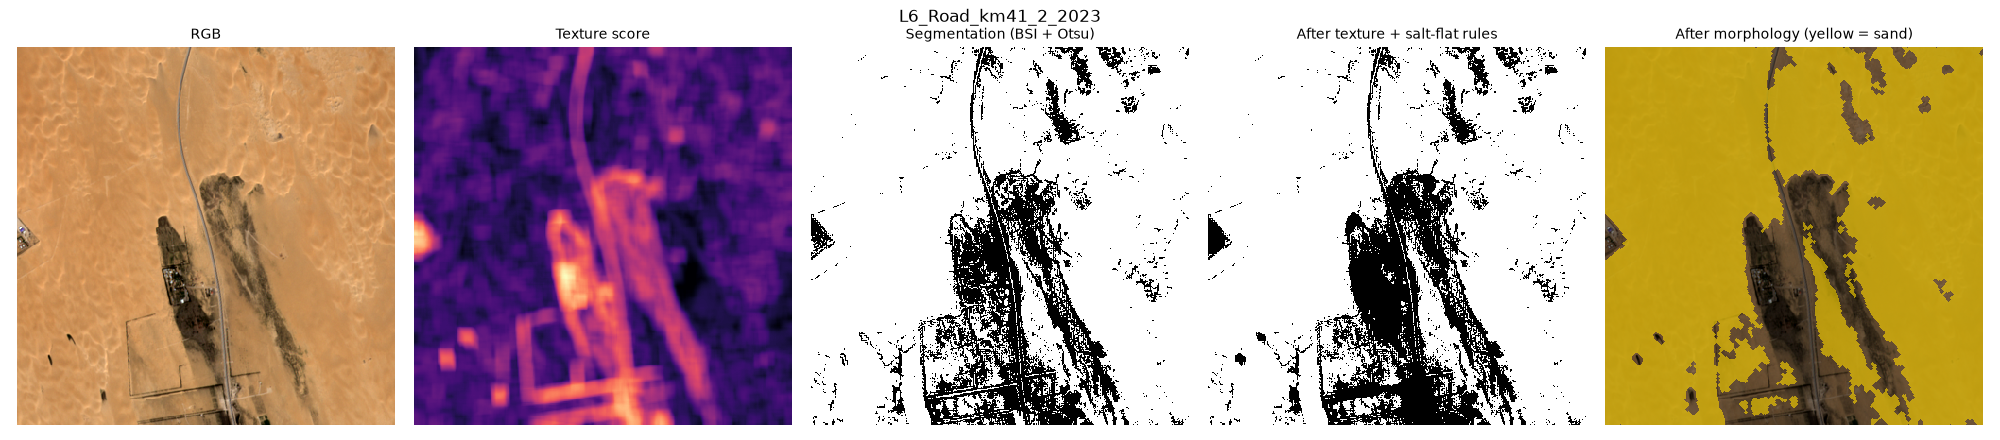 L6_Road_km41_2_2023
RGB
Texture score
Segmentation (BSI + Otsu)
After texture + salt-flat rules
After morphology (yellow = sand)